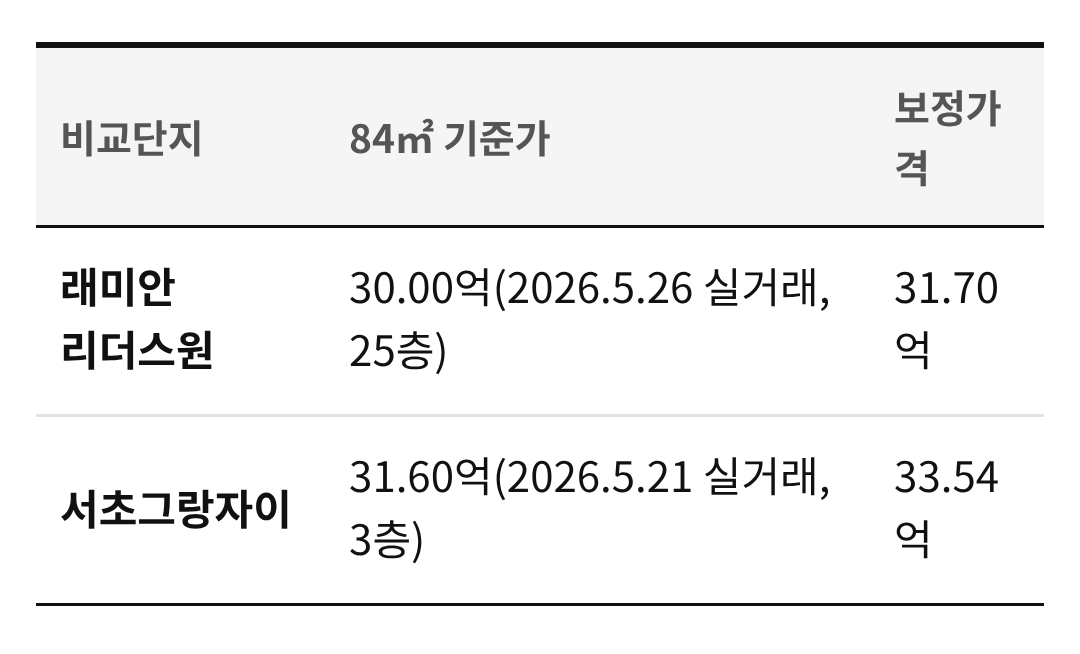 비교단지
84㎡ 기준가
보정가
격
래미안
리더스원
30.00억(2026.5.26 실거래,
25층)
31.70
억
서초그랑자이
31.60억(2026.5.21 실거래,
3층)
33.54
억